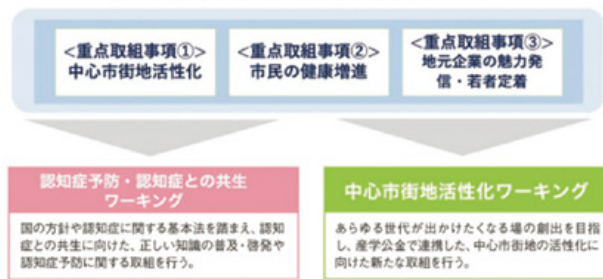 <重点取組事項①>
中心市街地活性化
<重点取組事項②>
市民の健康増進
<重点取組事項③>
地元企業の魅力発
信・若者定着
認知症予防・認知症との共生
ワーキング
国の方針や認知症に関する基本法を踏まえ、認知
症との共生に向けた、正しい知識の普及・啓発や
認知症予防に関する取組を行う。
中心市街地活性化ワーキング
あらゆる世代が出かけたくなる場の創出を目指
し、産学公金で連携した、中心市街地の活性化に
向けた新たな取組を行う。